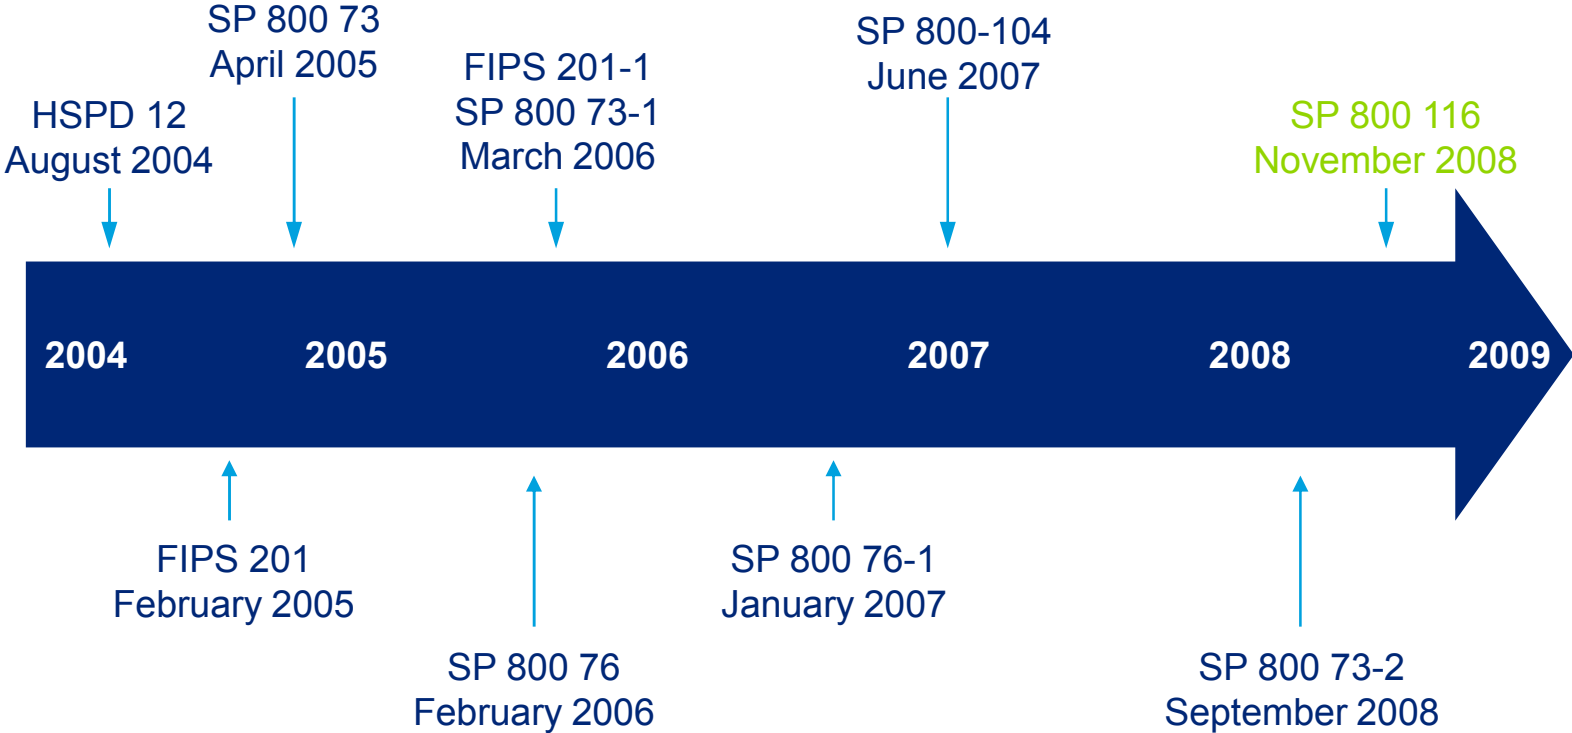 SP 800 73
April 2005
SP 800-104
June 2007
FIPS 201-1
SP 800 73-1
March 2006
HSPD 12
August 2004
SP 800 116
November 2008
2004 2005 2006 2007 2008 2009
FIPS 201
February 2005
SP 800 76-1
January 2007
SP 800 76
February 2006
SP 800 73-2
September 2008